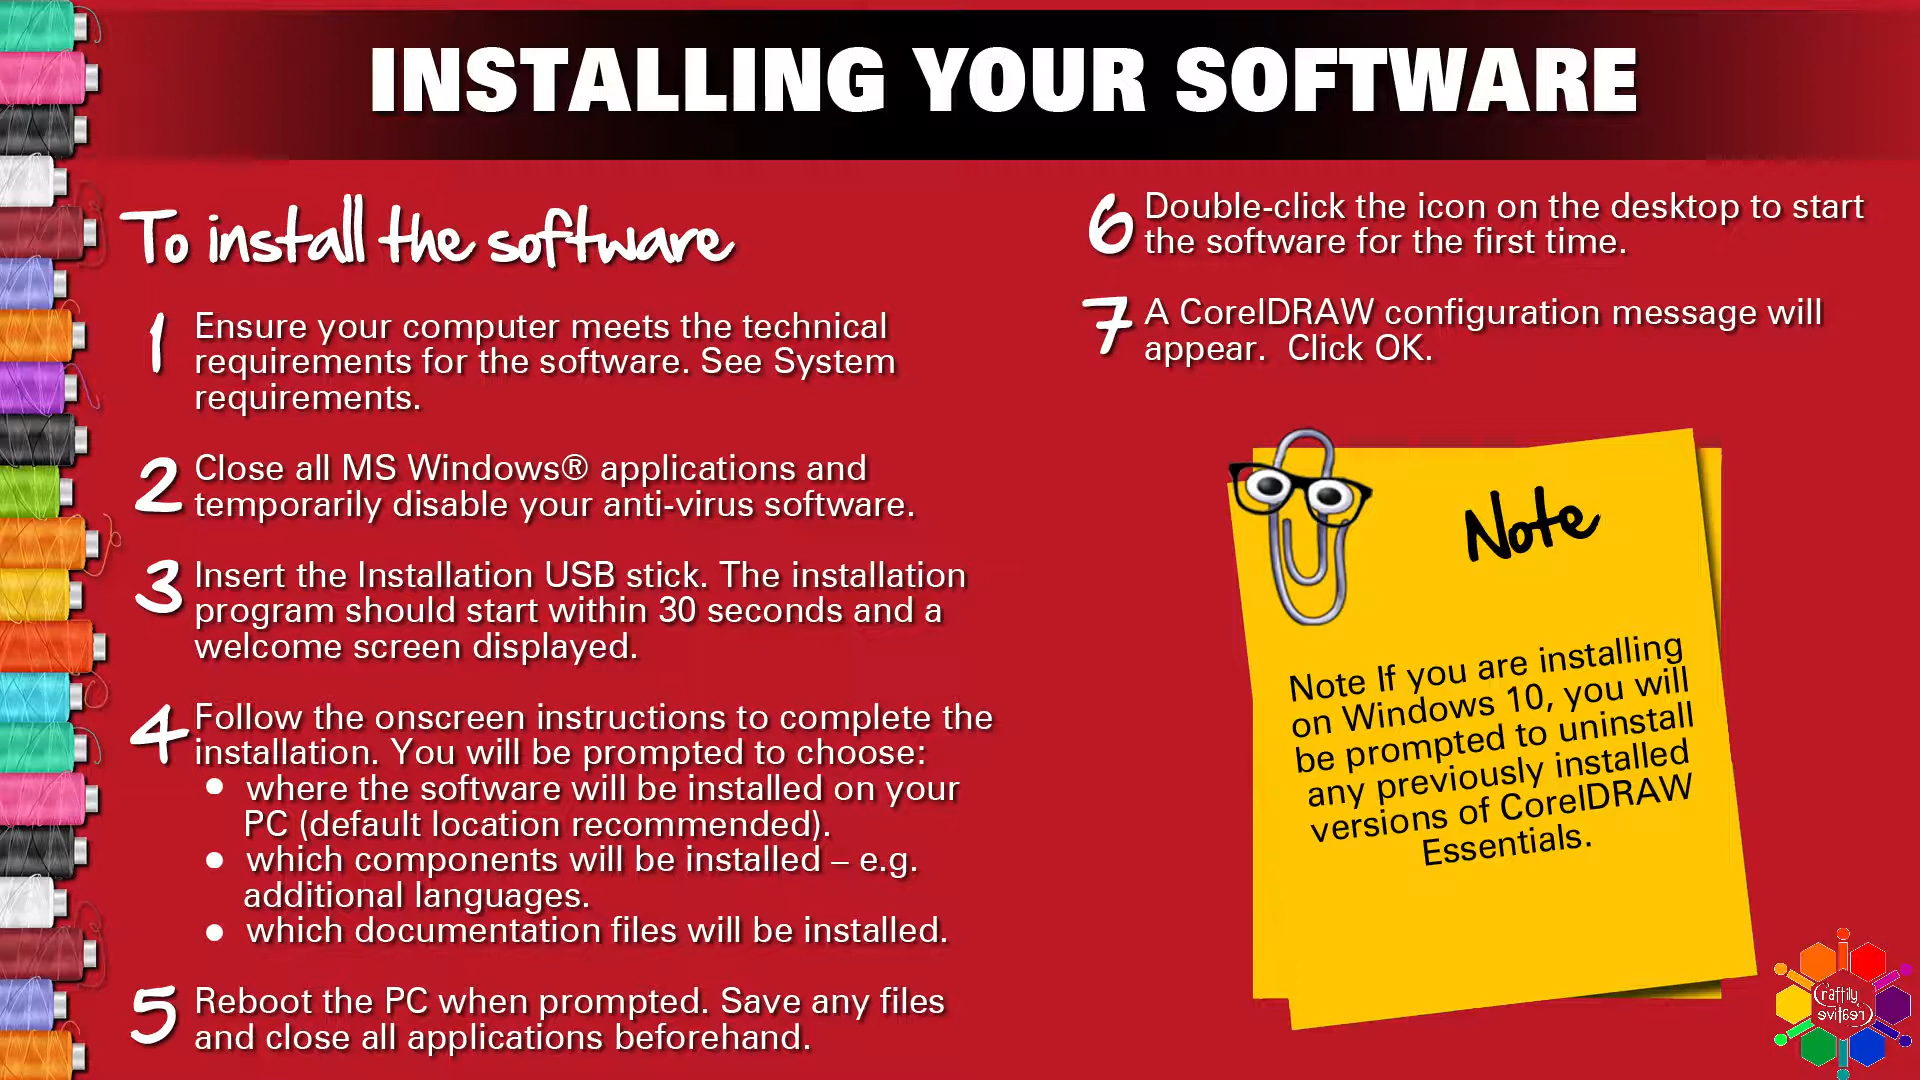 INSTALLING YOUR SOFTWARE
To install the software
1 Ensure your computer meets the technical
requirements for the software. See System
requirements.
2 Close all MS Windows® applications and
temporarily disable your anti-virus software.
3 Insert the Installation USB stick. The installation
program should start within 30 seconds and a
welcome screen displayed.
4 Follow the onscreen instructions to complete the
installation. You will be prompted to choose:
● where the software will be installed on your
PC (default location recommended).
● which components will be installed – e.g.
additional languages.
● which documentation files will be installed.
5 Reboot the PC when prompted. Save any files
and close all applications beforehand.
6 Double-click the icon on the desktop to start
the software for the first time.
7 A CorelDRAW configuration message will
appear.  Click OK.
Note
Note If you are installing
on Windows 10, you will
be prompted to uninstall
any previously installed
versions of CorelDRAW
Essentials.